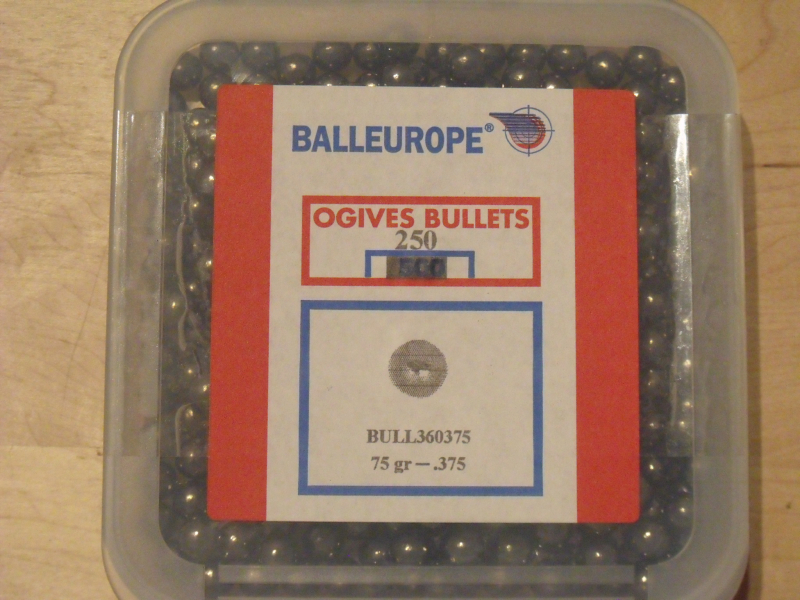 BALLEUROPE®
OGIVES BULLETS
250
BULL360375
75 gr – .375